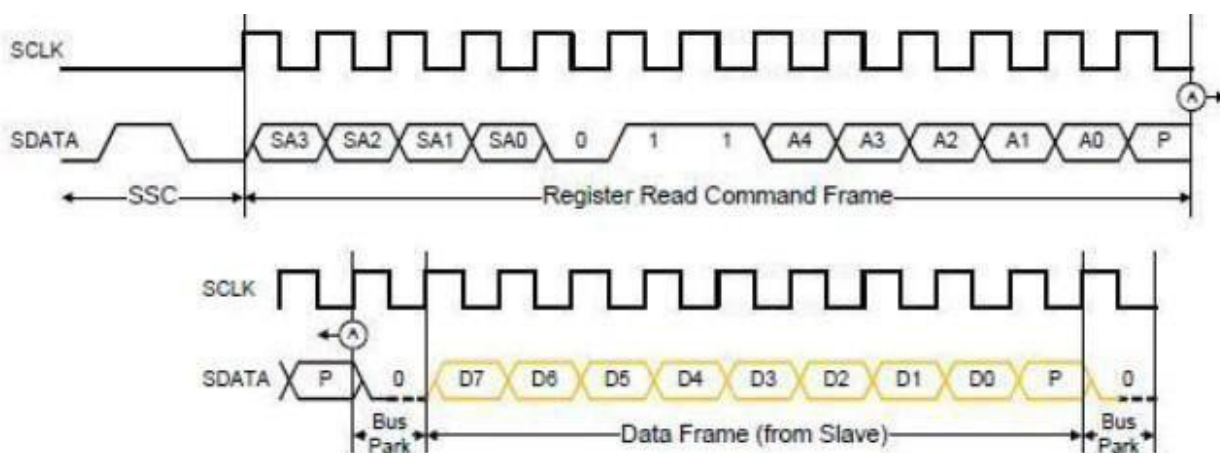 SCLK
A
SDATA SA3 SA2 SA1 SA0 0 1 1 A4 A3 A2 A1 A0 P
SSC Register Read Command Frame
SCLK
A
SDATA P 0 D7 D6 D5 D4 D3 D2 D1 D0 P 0
Bus Park Data Frame (from Slave) Bus Park